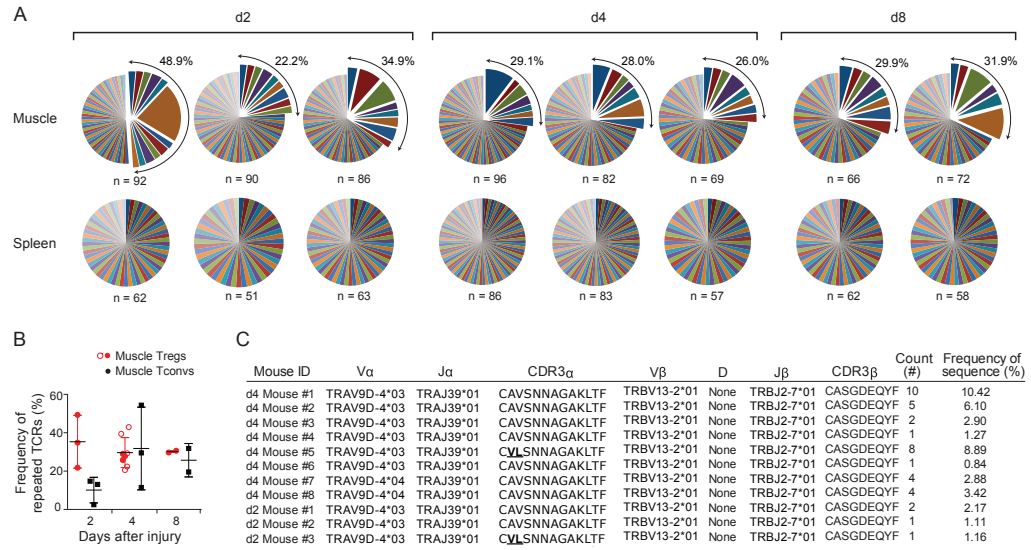 A
d2 d4 d8
48.9% 22.2% 34.9% 29.1% 28.0% 26.0% 29.9% 31.9%
Muscle
n = 92 n = 90 n = 86 n = 96 n = 82 n = 69 n = 66 n = 72
Spleen
n = 62 n = 51 n = 63 n = 86 n = 83 n = 57 n = 62 n = 58
B
Muscle Tregs
Muscle Tconvs
Frequency of
repeated TCRs (%)
60
40
20
0
2 4 8
Days after injury
C
Mouse ID Vα Jα CDR3α Vβ D Jβ CDR3β Count (#) Frequency of sequence (%)
d4 Mouse #1 TRAV9D-4*03 TRAJ39*01 CAVSNNAGAKLTF TRBV13-2*01 None TRBJ2-7*01 CASGDEQYF 10 10.42
d4 Mouse #2 TRAV9D-4*03 TRAJ39*01 CAVSNNAGAKLTF TRBV13-2*01 None TRBJ2-7*01 CASGDEQYF 5 6.10
d4 Mouse #3 TRAV9D-4*03 TRAJ39*01 CAVSNNAGAKLTF TRBV13-2*01 None TRBJ2-7*01 CASGDEQYF 2 2.90
d4 Mouse #4 TRAV9D-4*03 TRAJ39*01 CAVSNNAGAKLTF TRBV13-2*01 None TRBJ2-7*01 CASGDEQYF 1 1.27
d4 Mouse #5 TRAV9D-4*03 TRAJ39*01 CVLSNNAGAKLTF TRBV13-2*01 None TRBJ2-7*01 CASGDEQYF 8 8.89
d4 Mouse #6 TRAV9D-4*03 TRAJ39*01 CAVSNNAGAKLTF TRBV13-2*01 None TRBJ2-7*01 CASGDEQYF 1 0.84
d4 Mouse #7 TRAV9D-4*04 TRAJ39*01 CAVSNNAGAKLTF TRBV13-2*01 None TRBJ2-7*01 CASGDEQYF 4 2.88
d4 Mouse #8 TRAV9D-4*04 TRAJ39*01 CAVSNNAGAKLTF TRBV13-2*01 None TRBJ2-7*01 CASGDEQYF 4 3.42
d2 Mouse #1 TRAV9D-4*03 TRAJ39*01 CAVSNNAGAKLTF TRBV13-2*01 None TRBJ2-7*01 CASGDEQYF 2 2.17
d2 Mouse #2 TRAV9D-4*03 TRAJ39*01 CAVSNNAGAKLTF TRBV13-2*01 None TRBJ2-7*01 CASGDEQYF 1 1.11
d2 Mouse #3 TRAV9D-4*03 TRAJ39*01 CVLSNNAGAKLTF TRBV13-2*01 None TRBJ2-7*01 CASGDEQYF 1 1.16